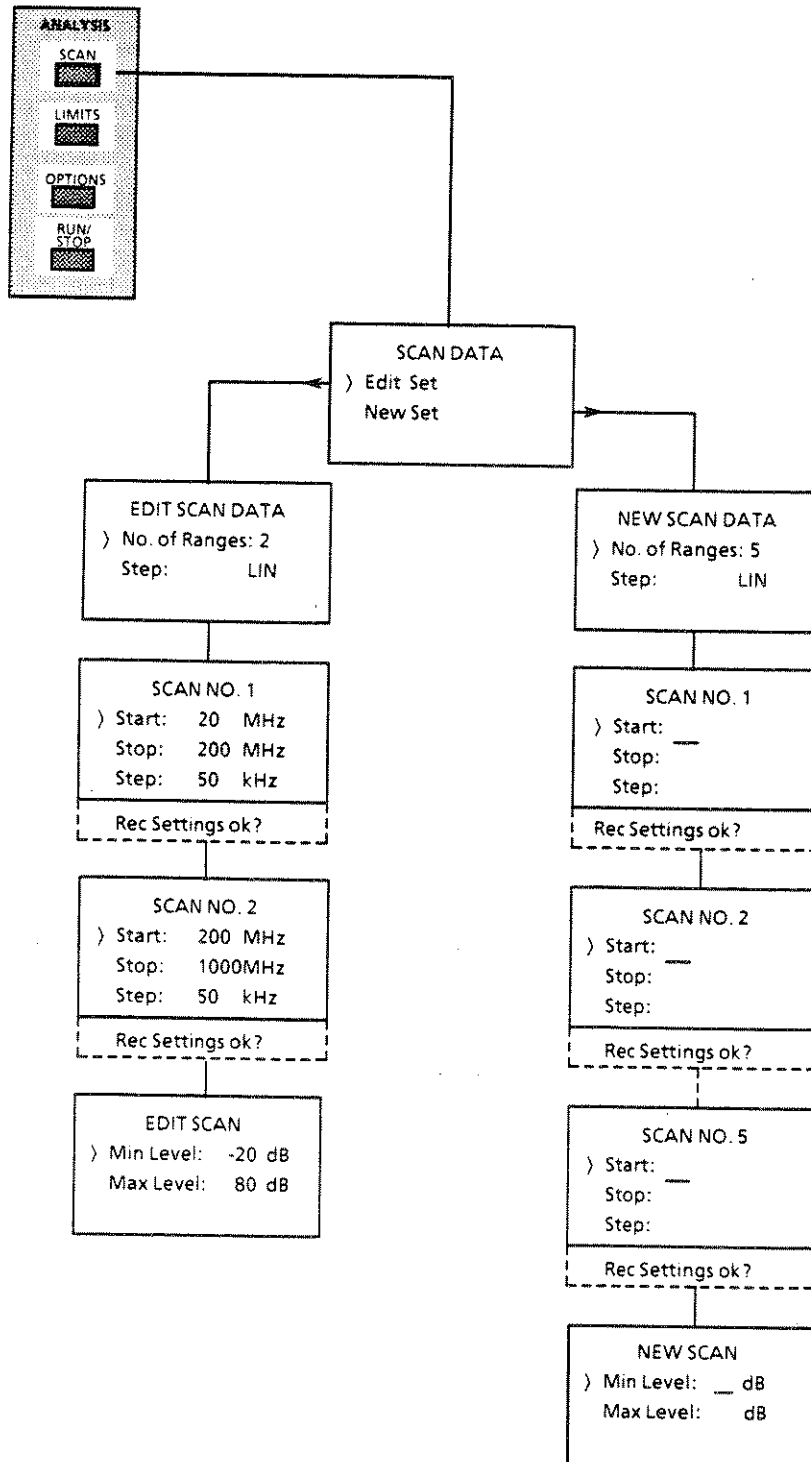 ANALYSIS
SCAN
LIMITS
OPTIONS
RUN/
STOP
SCAN DATA
〉 Edit Set
New Set
EDIT SCAN DATA
〉 No. of Ranges: 2
Step: LIN
SCAN NO. 1
〉 Start: 20 MHz
Stop: 200 MHz
Step: 50 kHz
Rec Settings ok?
SCAN NO. 2
〉 Start: 200 MHz
Stop: 1000MHz
Step: 50 kHz
Rec Settings ok?
EDIT SCAN
〉 Min Level: -20 dB
Max Level: 80 dB
NEW SCAN DATA
〉 No. of Ranges: 5
Step: LIN
SCAN NO. 1
〉 Start: __
Stop:
Step:
Rec Settings ok?
SCAN NO. 2
〉 Start: __
Stop:
Step:
Rec Settings ok?
SCAN NO. 5
〉 Start: __
Stop:
Step:
Rec Settings ok?
NEW SCAN
〉 Min Level: __ dB
Max Level: dB